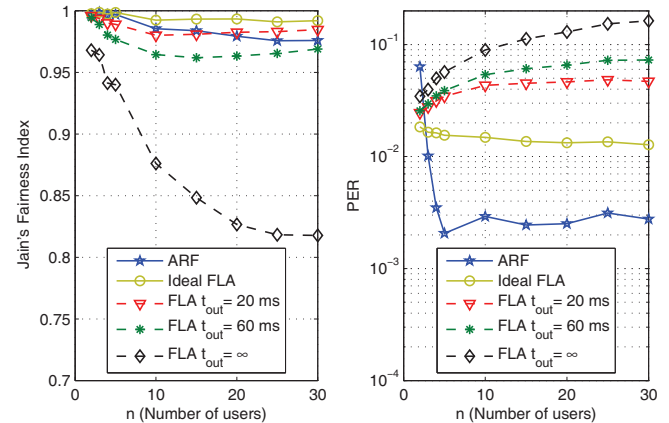 1
0.95
0.9
0.85
0.8
0.75
0.7
Jain's Fairness Index
0
10
20
30
n (Number of users)
ARF
Ideal FLA
FLA t_out = 20 ms
FLA t_out = 60 ms
FLA t_out = ∞
10⁻¹
10⁻²
10⁻³
10⁻⁴
PER
0
10
20
30
n (Number of users)
ARF
Ideal FLA
FLA t_out = 20 ms
FLA t_out = 60 ms
FLA t_out = ∞